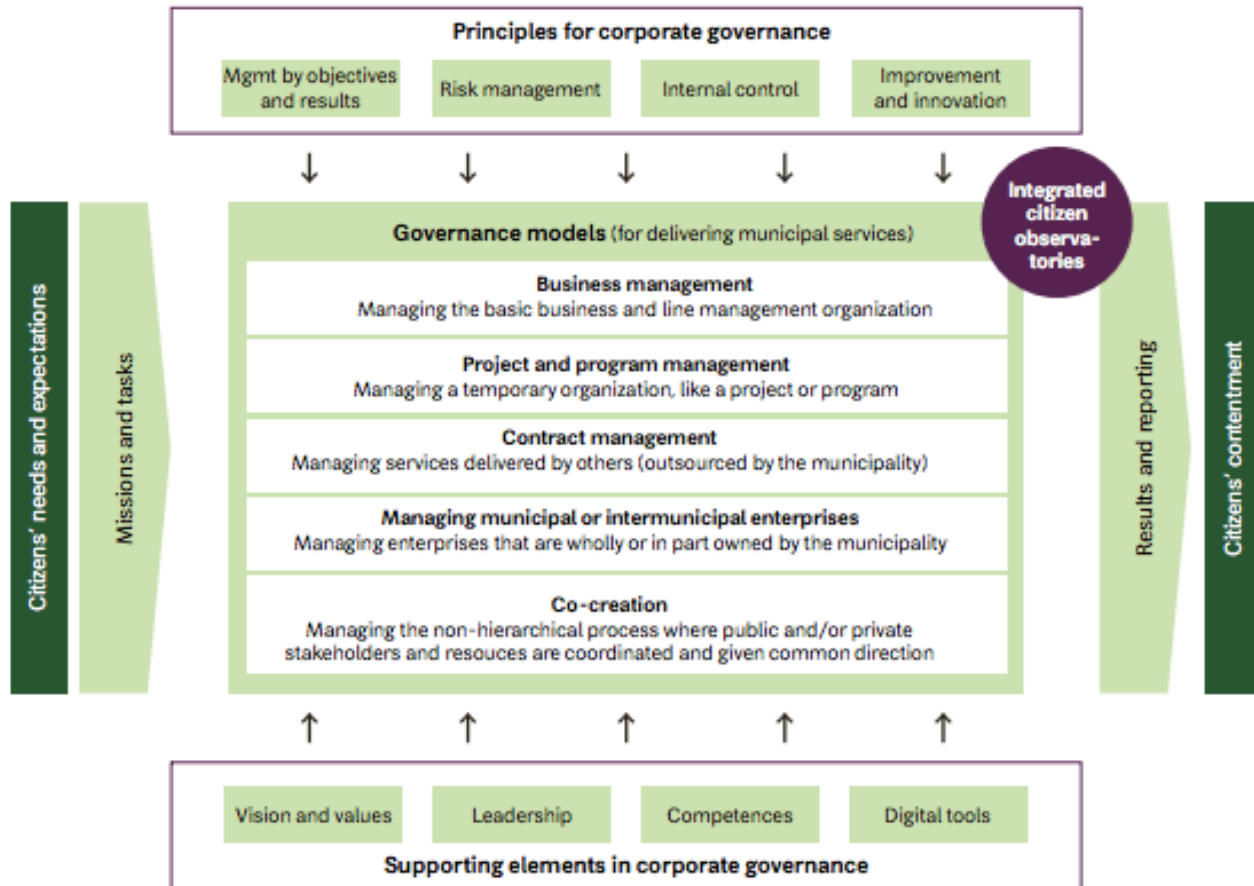 Principles for corporate governance
Mgmt by objectives
and results
Risk management
Internal control
Improvement
and innovation
Integrated
citizen
observa-
tories
Citizens' needs and expectations
Missions and tasks
Governance models (for delivering municipal services)
Business management
Managing the basic business and line management organization
Project and program management
Managing a temporary organization, like a project or program
Contract management
Managing services delivered by others (outsourced by the municipality)
Managing municipal or intermunicipal enterprises
Managing enterprises that are wholly or in part owned by the municipality
Co-creation
Managing the non-hierarchical process where public and/or private
stakeholders and resouces are coordinated and given common direction
Results and reporting
Citizens' contentment
Vision and values
Leadership
Competences
Digital tools
Supporting elements in corporate governance